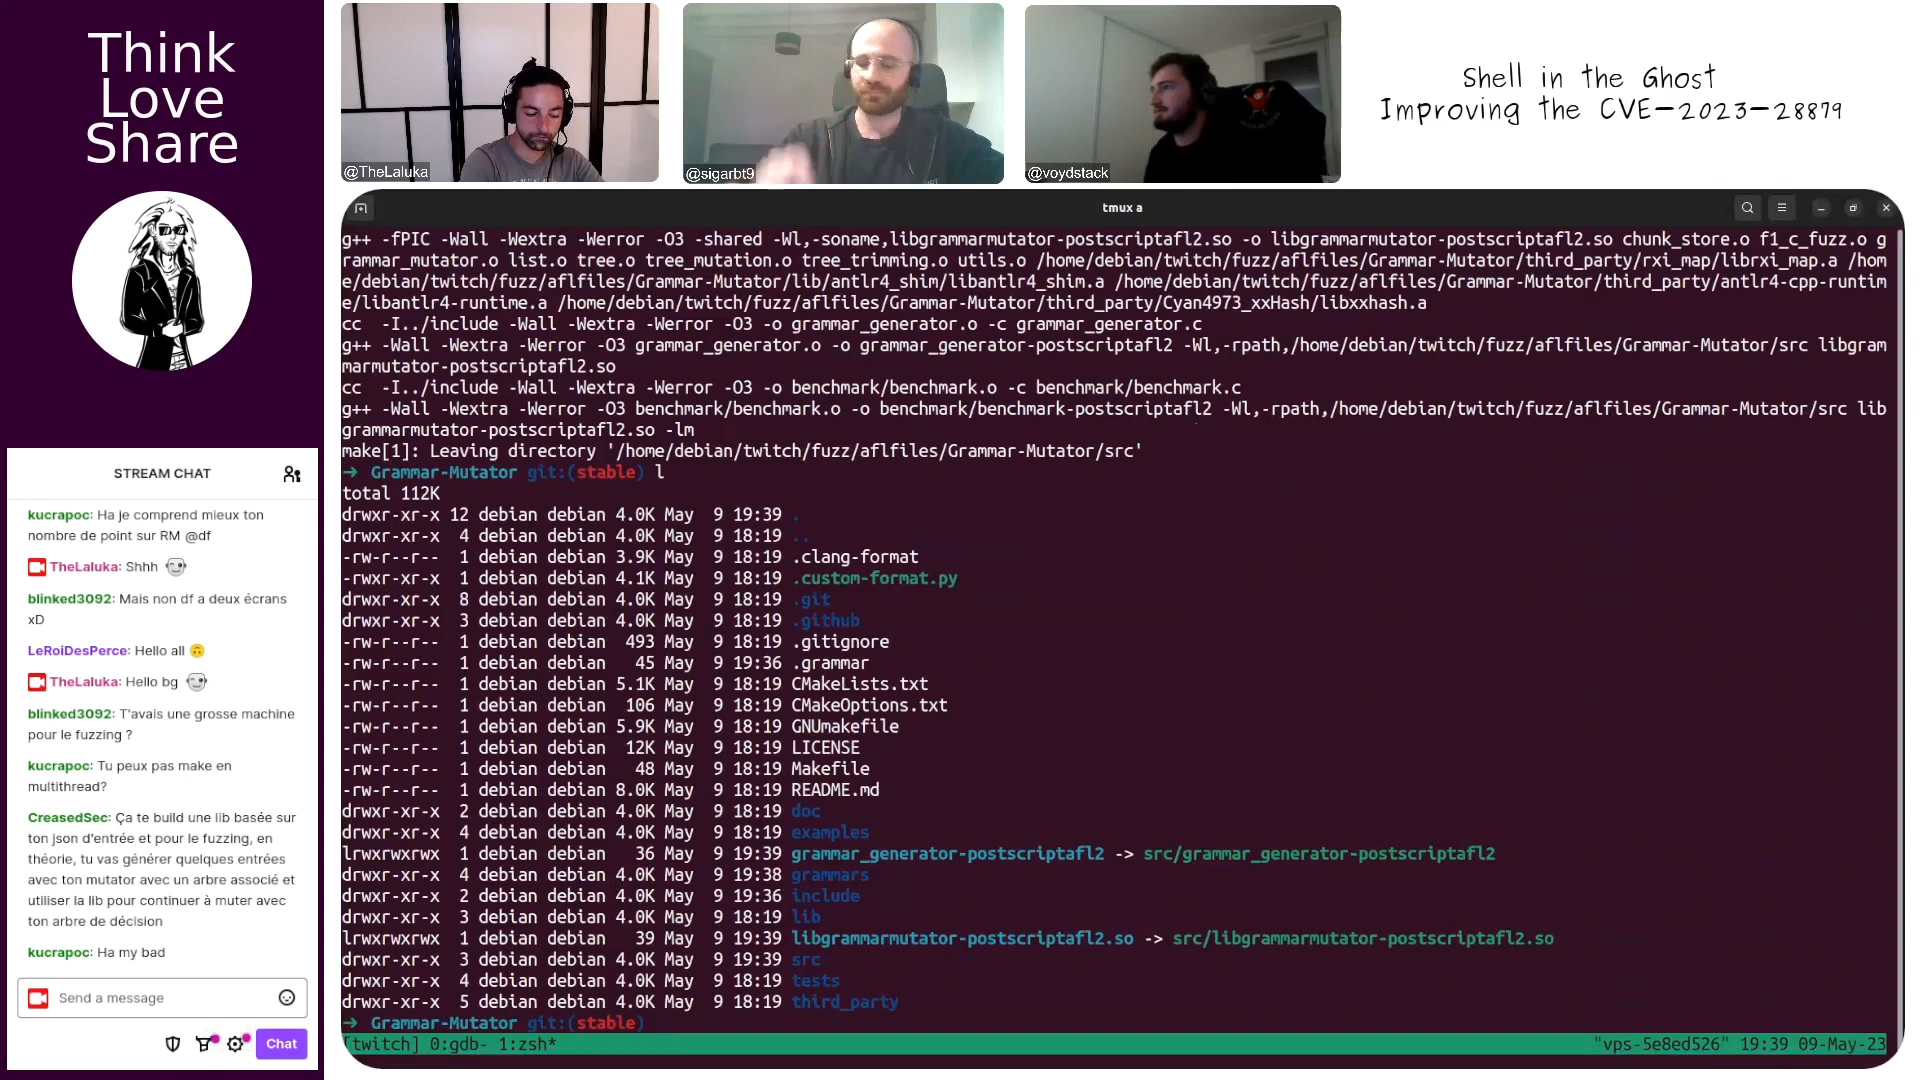 Think
Love
Share
@TheLaluka
@sigarbt9
@voydstack
Shell in the Ghost
Improving the CVE-2023-28879
STREAM CHAT
kucrapoc: Ha je comprend mieux ton
nombre de point sur RM @df
TheLaluka: Shhh
blinked3092: Mais non df a deux écrans
xD
LeRoiDesPerce: Hello all 🙃
TheLaluka: Hello bg
blinked3092: T'avais une grosse machine
pour le fuzzing ?
kucrapoc: Tu peux pas make en
multithread?
CreasedSec: Ça te build une lib basée sur
ton json d'entrée et pour le fuzzing, en
théorie, tu vas générer quelques entrées
avec ton mutator avec un arbre associé et
utiliser la lib pour continuer à muter avec
ton arbre de décision
kucrapoc: Ha my bad
Send a message
Chat
tmux a
g++ -fPIC -Wall -Wextra -Werror -O3 -shared -Wl,-soname,libgrammarmutator-postscriptafl2.so -o libgrammarmutator-postscriptafl2.so chunk_store.o f1_c_fuzz.o g
rammar_mutator.o list.o tree.o tree_mutation.o tree_trimming.o utils.o /home/debian/twitch/fuzz/aflfiles/Grammar-Mutator/third_party/rxi_map/librxi_map.a /hom
e/debian/twitch/fuzz/aflfiles/Grammar-Mutator/lib/antlr4_shim/libantlr4_shim.a /home/debian/twitch/fuzz/aflfiles/Grammar-Mutator/third_party/antlr4-cpp-runtim
e/libantlr4-runtime.a /home/debian/twitch/fuzz/aflfiles/Grammar-Mutator/third_party/Cyan4973_xxHash/libxxhash.a
cc  -I../include -Wall -Wextra -Werror -O3 -o grammar_generator.o -c grammar_generator.c
g++ -Wall -Wextra -Werror -O3 grammar_generator.o -o grammar_generator-postscriptafl2 -Wl,-rpath,/home/debian/twitch/fuzz/aflfiles/Grammar-Mutator/src libgram
marmutator-postscriptafl2.so
cc  -I../include -Wall -Wextra -Werror -O3 -o benchmark/benchmark.o -c benchmark/benchmark.c
g++ -Wall -Wextra -Werror -O3 benchmark/benchmark.o -o benchmark/benchmark-postscriptafl2 -Wl,-rpath,/home/debian/twitch/fuzz/aflfiles/Grammar-Mutator/src lib
grammarmutator-postscriptafl2.so -lm
make[1]: Leaving directory '/home/debian/twitch/fuzz/aflfiles/Grammar-Mutator/src'
→ Grammar-Mutator git:(stable) l
total 112K
drwxr-xr-x 12 debian debian 4.0K May  9 19:39 .
drwxr-xr-x  4 debian debian 4.0K May  9 18:19 ..
-rw-r--r--  1 debian debian 3.9K May  9 18:19 .clang-format
-rwxr-xr-x  1 debian debian 4.1K May  9 18:19 .custom-format.py
drwxr-xr-x  8 debian debian 4.0K May  9 18:19 .git
drwxr-xr-x  3 debian debian 4.0K May  9 18:19 .github
-rw-r--r--  1 debian debian  493 May  9 18:19 .gitignore
-rw-r--r--  1 debian debian   45 May  9 19:36 .grammar
-rw-r--r--  1 debian debian 5.1K May  9 18:19 CMakeLists.txt
-rw-r--r--  1 debian debian  106 May  9 18:19 CMakeOptions.txt
-rw-r--r--  1 debian debian 5.9K May  9 18:19 GNUmakefile
-rw-r--r--  1 debian debian  12K May  9 18:19 LICENSE
-rw-r--r--  1 debian debian   48 May  9 18:19 Makefile
-rw-r--r--  1 debian debian 8.0K May  9 18:19 README.md
drwxr-xr-x  2 debian debian 4.0K May  9 18:19 doc
drwxr-xr-x  4 debian debian 4.0K May  9 18:19 examples
lrwxrwxrwx  1 debian debian   36 May  9 19:39 grammar_generator-postscriptafl2 -> src/grammar_generator-postscriptafl2
drwxr-xr-x  4 debian debian 4.0K May  9 19:38 grammars
drwxr-xr-x  2 debian debian 4.0K May  9 19:36 include
drwxr-xr-x  3 debian debian 4.0K May  9 18:19 lib
lrwxrwxrwx  1 debian debian   39 May  9 19:39 libgrammarmutator-postscriptafl2.so -> src/libgrammarmutator-postscriptafl2.so
drwxr-xr-x  3 debian debian 4.0K May  9 19:39 src
drwxr-xr-x  4 debian debian 4.0K May  9 18:19 tests
drwxr-xr-x  5 debian debian 4.0K May  9 18:19 third_party
→ Grammar-Mutator git:(stable)
[twitch] 0:gdb- 1:zsh* "vps-5e8ed526" 19:39 09-May-23